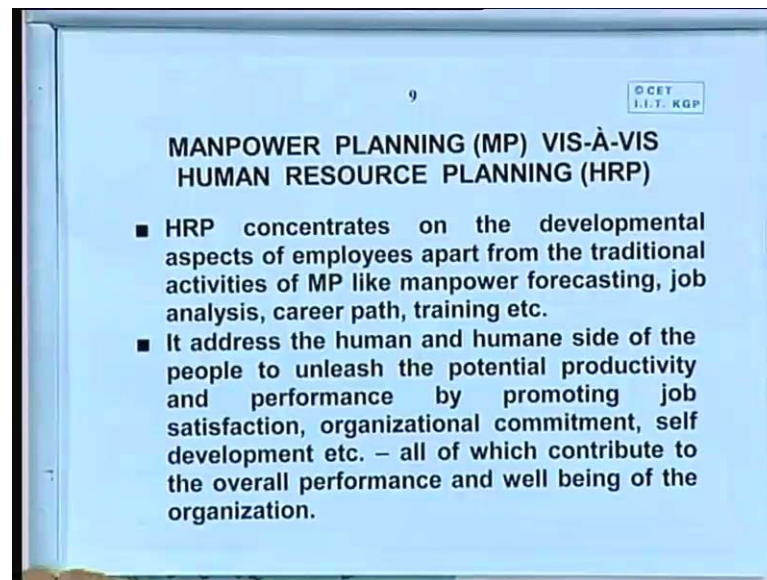 9
© CET
I.I.T. KGP
MANPOWER PLANNING (MP) VIS-À-VIS
HUMAN RESOURCE PLANNING (HRP)
■ HRP concentrates on the developmental
aspects of employees apart from the traditional
activities of MP like manpower forecasting, job
analysis, career path, training etc.
■ It address the human and humane side of the
people to unleash the potential productivity
and performance by promoting job
satisfaction, organizational commitment, self
development etc. – all of which contribute to
the overall performance and well being of the
organization.